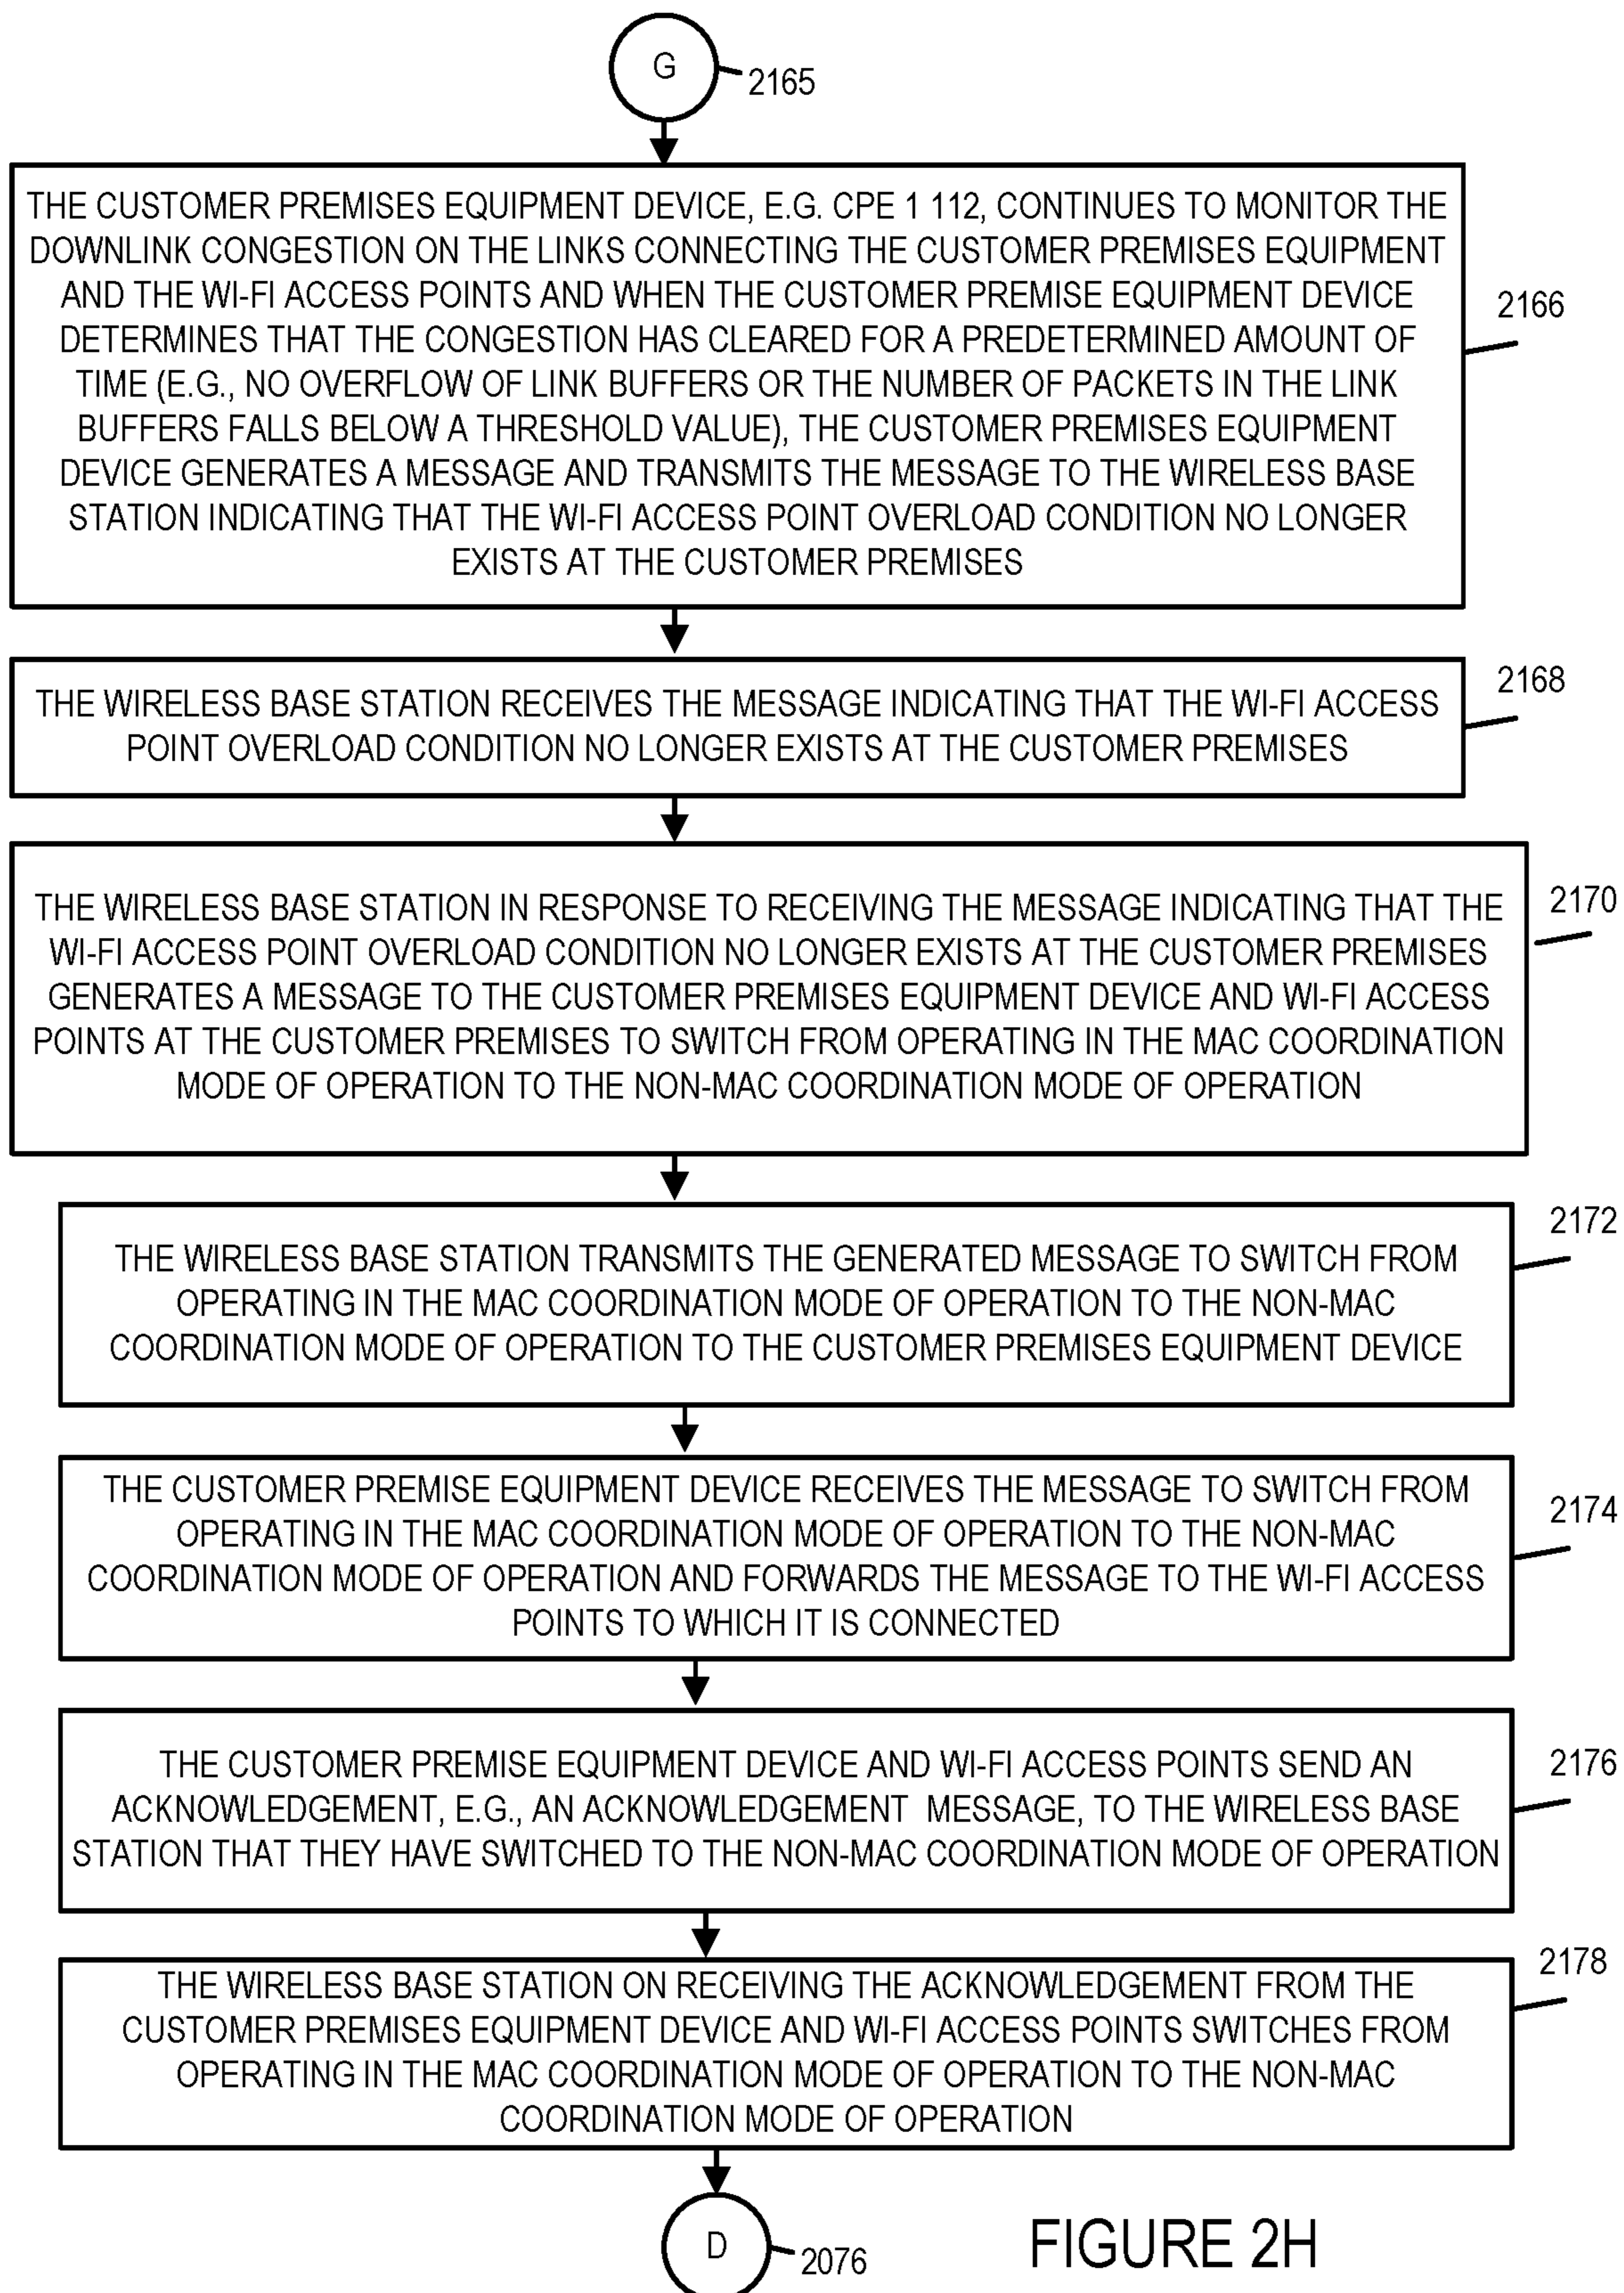 G
2165
THE CUSTOMER PREMISES EQUIPMENT DEVICE, E.G. CPE 1 112, CONTINUES TO MONITOR THE
DOWNLINK CONGESTION ON THE LINKS CONNECTING THE CUSTOMER PREMISES EQUIPMENT
AND THE WI-FI ACCESS POINTS AND WHEN THE CUSTOMER PREMISE EQUIPMENT DEVICE
DETERMINES THAT THE CONGESTION HAS CLEARED FOR A PREDETERMINED AMOUNT OF
TIME (E.G., NO OVERFLOW OF LINK BUFFERS OR THE NUMBER OF PACKETS IN THE LINK
BUFFERS FALLS BELOW A THRESHOLD VALUE), THE CUSTOMER PREMISES EQUIPMENT
DEVICE GENERATES A MESSAGE AND TRANSMITS THE MESSAGE TO THE WIRELESS BASE
STATION INDICATING THAT THE WI-FI ACCESS POINT OVERLOAD CONDITION NO LONGER
EXISTS AT THE CUSTOMER PREMISES
2166
THE WIRELESS BASE STATION RECEIVES THE MESSAGE INDICATING THAT THE WI-FI ACCESS
POINT OVERLOAD CONDITION NO LONGER EXISTS AT THE CUSTOMER PREMISES
2168
THE WIRELESS BASE STATION IN RESPONSE TO RECEIVING THE MESSAGE INDICATING THAT THE
WI-FI ACCESS POINT OVERLOAD CONDITION NO LONGER EXISTS AT THE CUSTOMER PREMISES
GENERATES A MESSAGE TO THE CUSTOMER PREMISES EQUIPMENT DEVICE AND WI-FI ACCESS
POINTS AT THE CUSTOMER PREMISES TO SWITCH FROM OPERATING IN THE MAC COORDINATION
MODE OF OPERATION TO THE NON-MAC COORDINATION MODE OF OPERATION
2170
THE WIRELESS BASE STATION TRANSMITS THE GENERATED MESSAGE TO SWITCH FROM
OPERATING IN THE MAC COORDINATION MODE OF OPERATION TO THE NON-MAC
COORDINATION MODE OF OPERATION TO THE CUSTOMER PREMISES EQUIPMENT DEVICE
2172
THE CUSTOMER PREMISE EQUIPMENT DEVICE RECEIVES THE MESSAGE TO SWITCH FROM
OPERATING IN THE MAC COORDINATION MODE OF OPERATION TO THE NON-MAC
COORDINATION MODE OF OPERATION AND FORWARDS THE MESSAGE TO THE WI-FI ACCESS
POINTS TO WHICH IT IS CONNECTED
2174
THE CUSTOMER PREMISE EQUIPMENT DEVICE AND WI-FI ACCESS POINTS SEND AN
ACKNOWLEDGEMENT, E.G., AN ACKNOWLEDGEMENT MESSAGE, TO THE WIRELESS BASE
STATION THAT THEY HAVE SWITCHED TO THE NON-MAC COORDINATION MODE OF OPERATION
2176
THE WIRELESS BASE STATION ON RECEIVING THE ACKNOWLEDGEMENT FROM THE
CUSTOMER PREMISES EQUIPMENT DEVICE AND WI-FI ACCESS POINTS SWITCHES FROM
OPERATING IN THE MAC COORDINATION MODE OF OPERATION TO THE NON-MAC
COORDINATION MODE OF OPERATION
2178
D
2076
FIGURE 2H